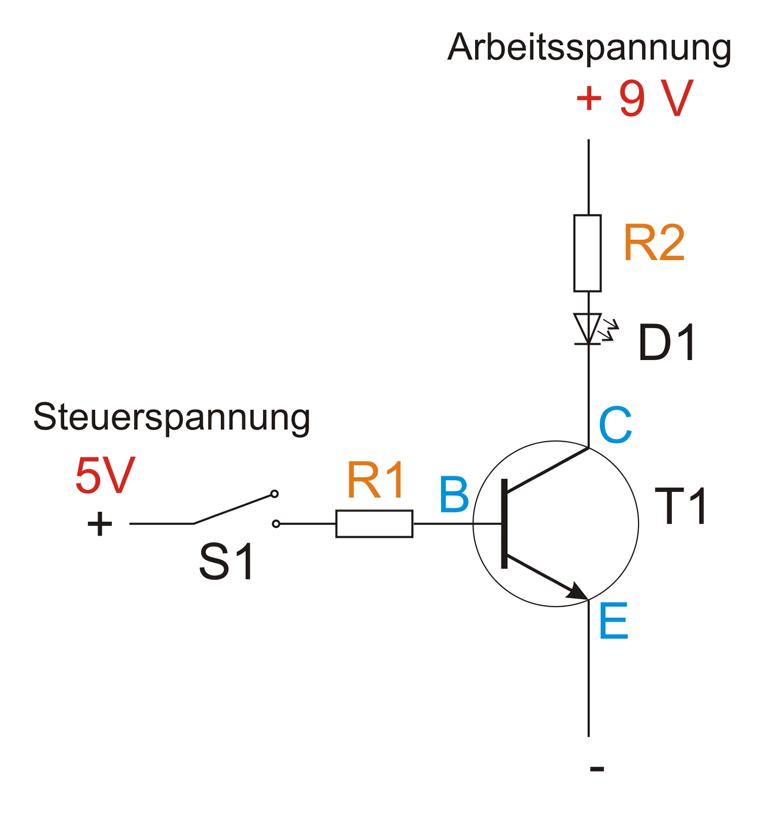 Arbeitsspannung
+ 9 V
R2
D1
C
Steuerspannung
5V
+
S1
R1
B
T1
E
-